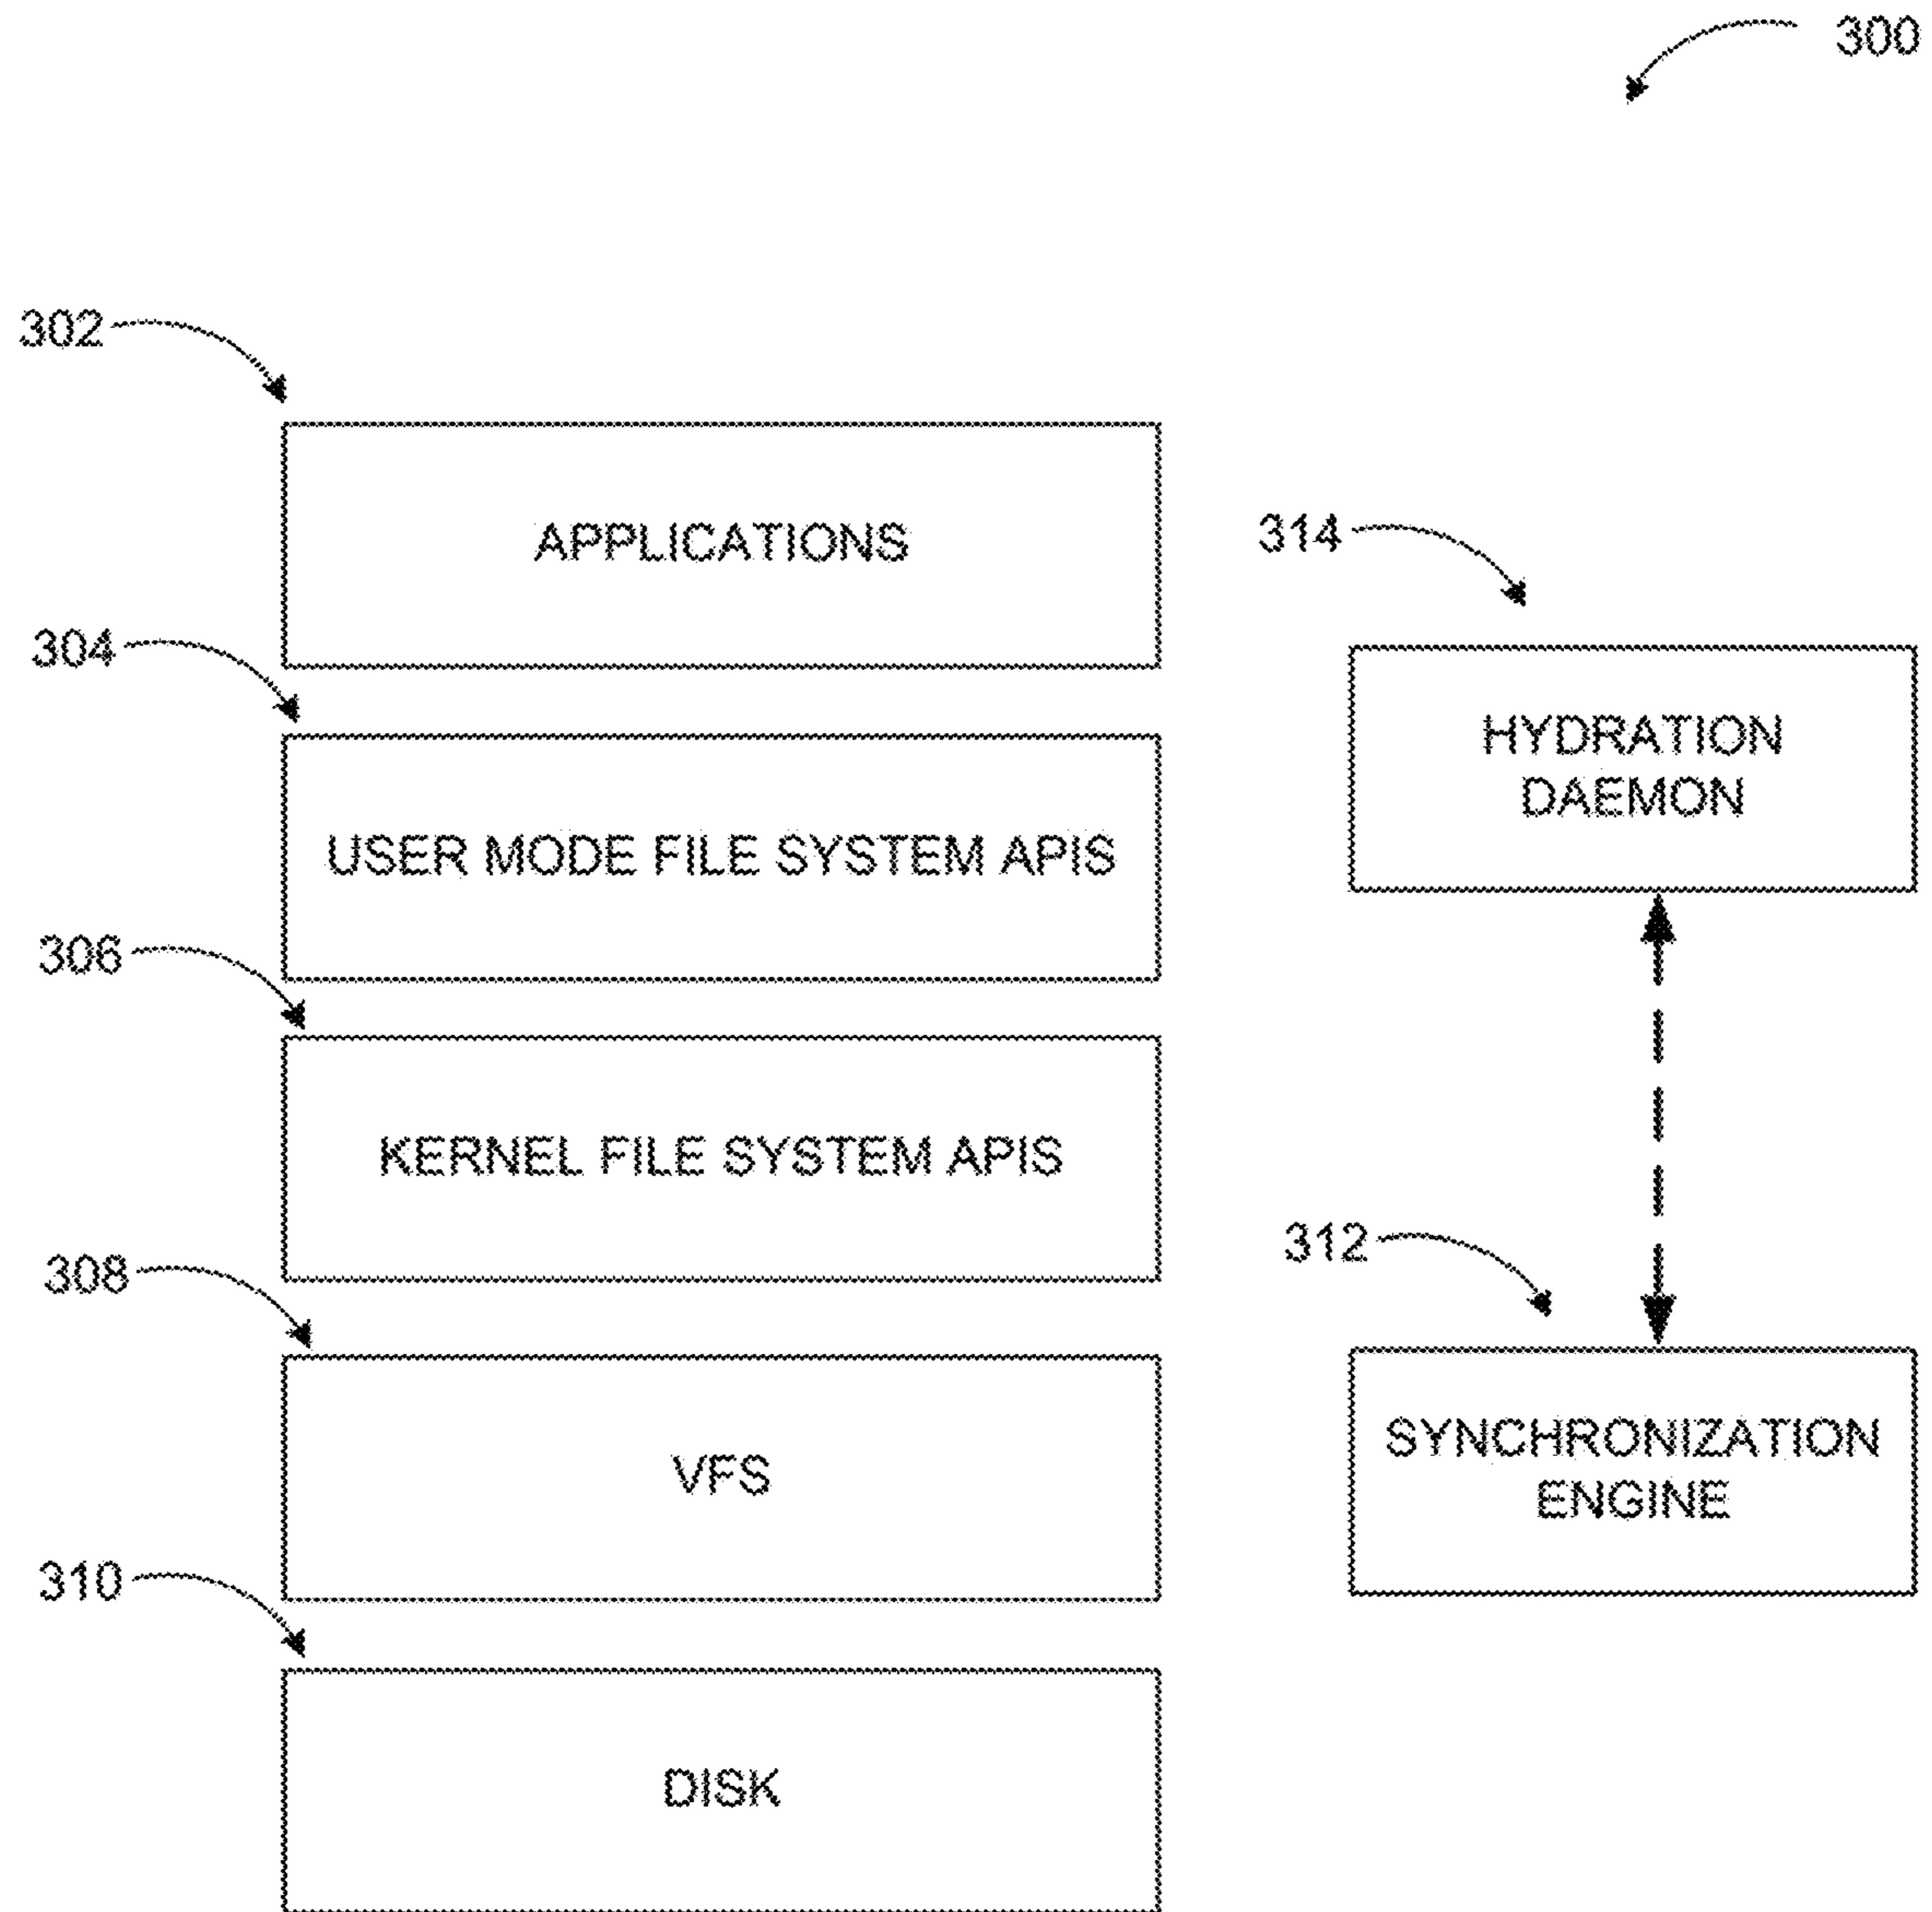 300
302
APPLICATIONS
314
304
HYDRATION
DAEMON
USER MODE FILE SYSTEM APIS
306
KERNEL FILE SYSTEM APIS
312
308
SYNCHRONIZATION
ENGINE
VFS
310
DISK